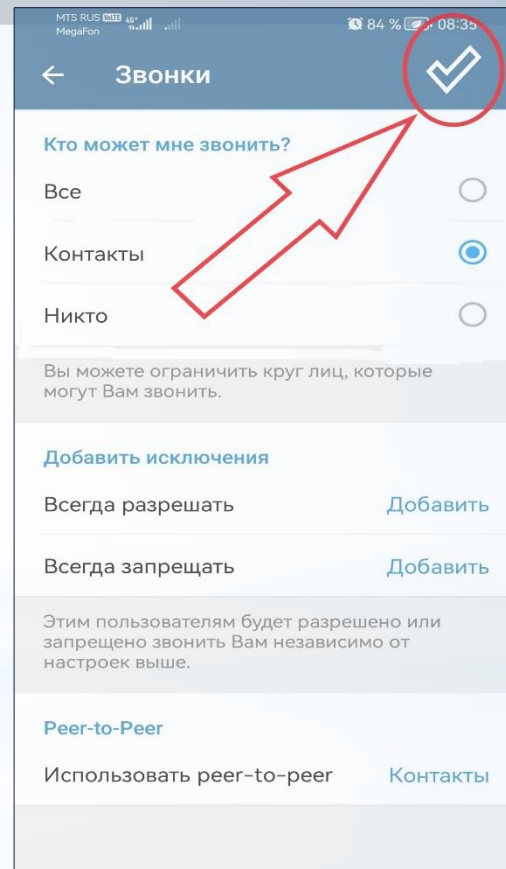 MTS RUS VoLTE 4G+ 84 % 08:35
MegaFon
Звонки
Кто может мне звонить?
Все
Контакты
Никто
Вы можете ограничить круг лиц, которые
могут Вам звонить.
Добавить исключения
Всегда разрешать Добавить
Всегда запрещать Добавить
Этим пользователям будет разрешено или
запрещено звонить Вам независимо от
настроек выше.
Peer-to-Peer
Использовать peer-to-peer Контакты